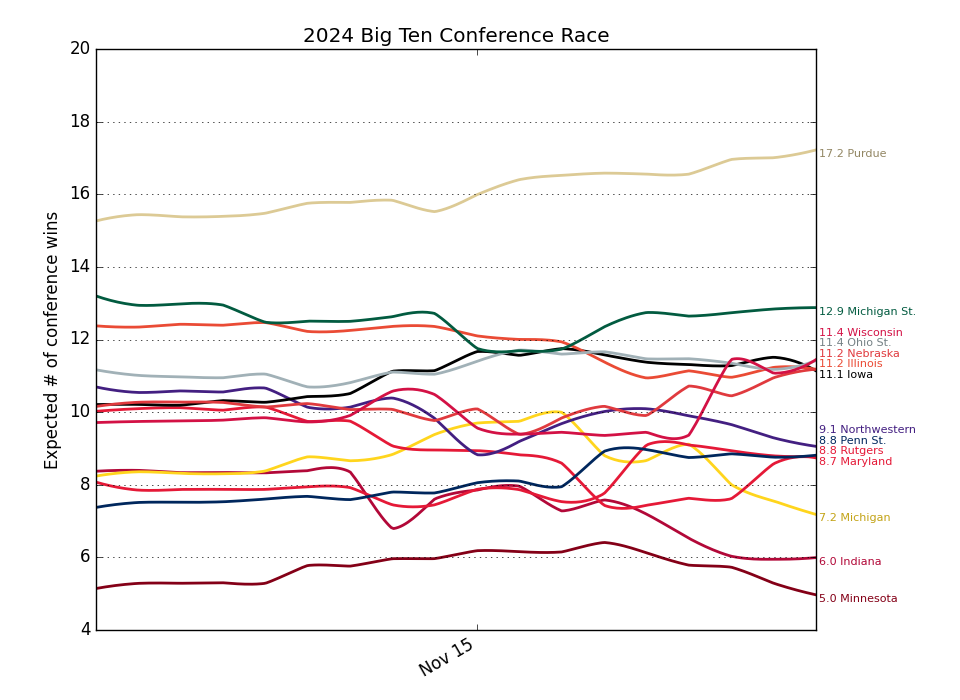 2024 Big Ten Conference Race
Expected # of conference wins
20
18
16
14
12
10
8
6
4
Nov 15
17.2 Purdue
12.9 Michigan St.
11.4 Wisconsin
11.4 Ohio St.
11.2 Nebraska
11.2 Illinois
11.1 Iowa
9.1 Northwestern
8.8 Penn St.
8.8 Rutgers
8.7 Maryland
7.2 Michigan
6.0 Indiana
5.0 Minnesota